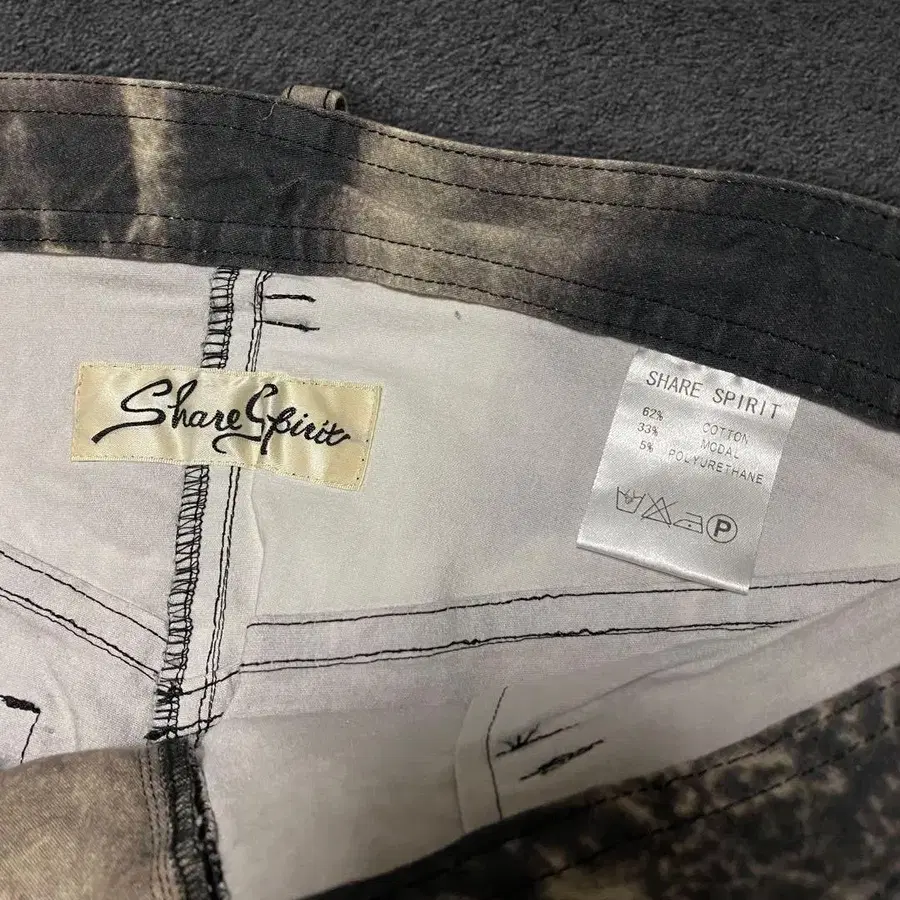 Share Spirit
SHARE SPIRIT
62% COTTON
33% MODAL
5% POLYURETHANE
P